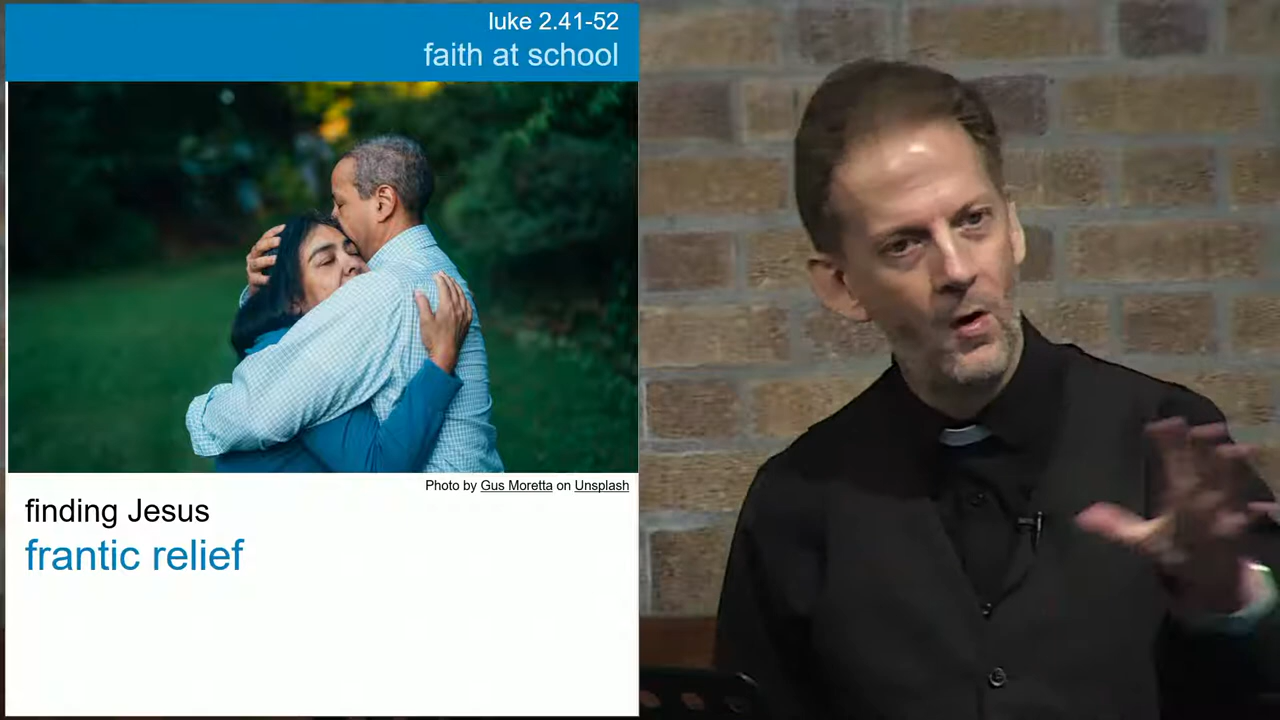 luke 2.41-52
faith at school
Photo by Gus Moretta on Unsplash
finding Jesus
frantic relief